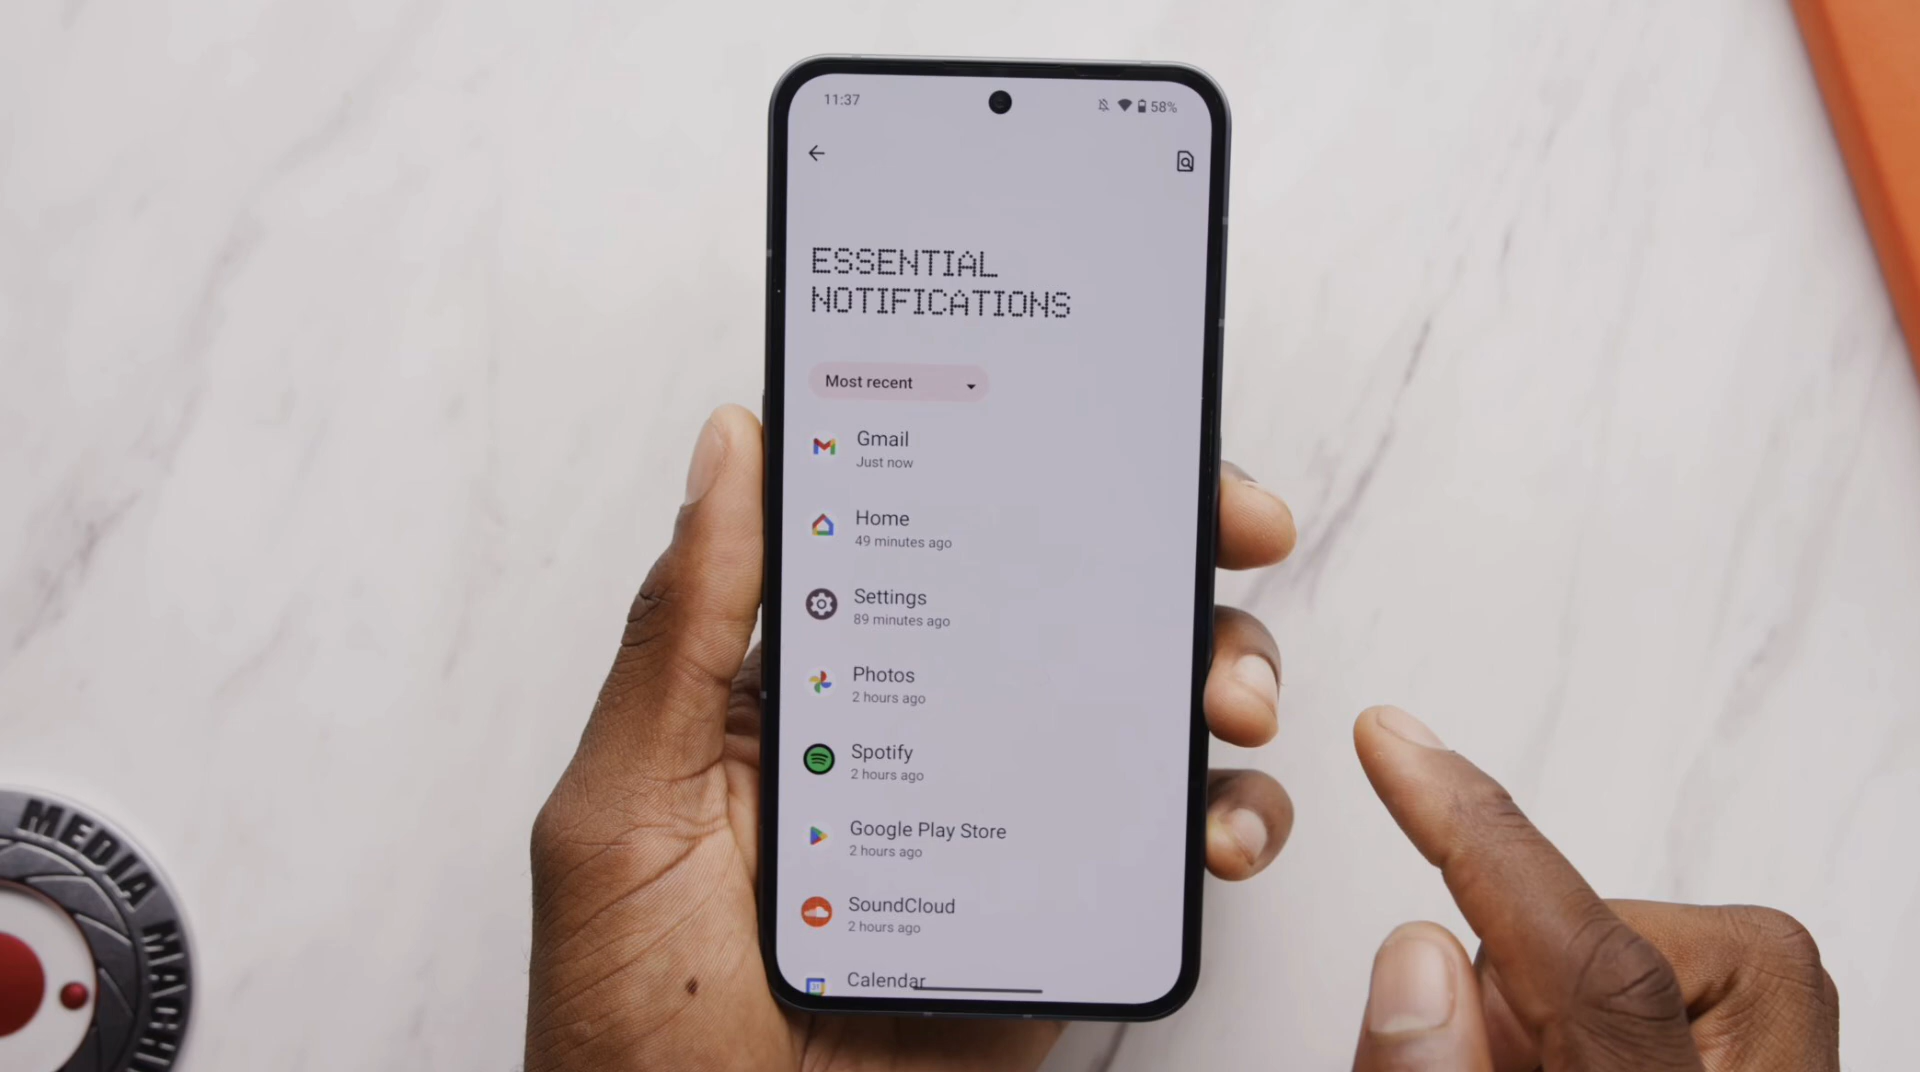 11:37
58%
ESSENTIAL
NOTIFICATIONS
Most recent
Gmail
Just now
Home
49 minutes ago
Settings
89 minutes ago
Photos
2 hours ago
Spotify
2 hours ago
Google Play Store
2 hours ago
SoundCloud
2 hours ago
31
Calendar
MEDIA MACHI